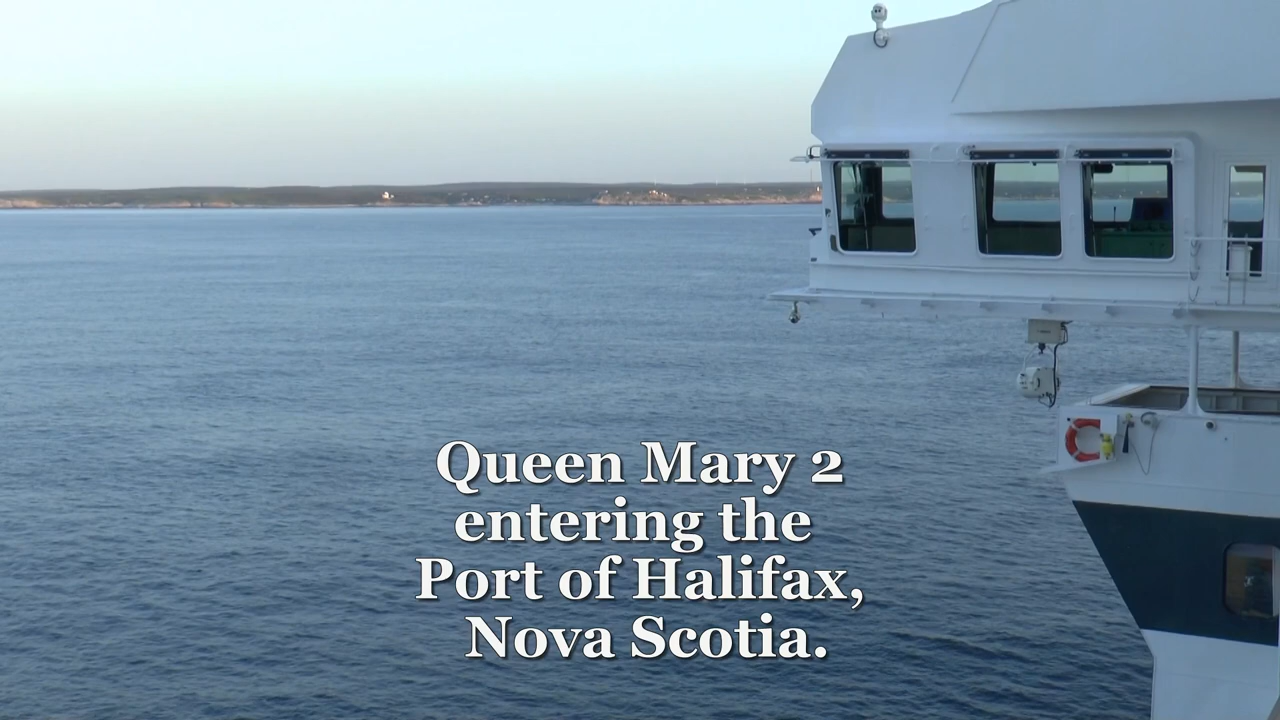 Queen Mary 2
entering the
Port of Halifax,
Nova Scotia.